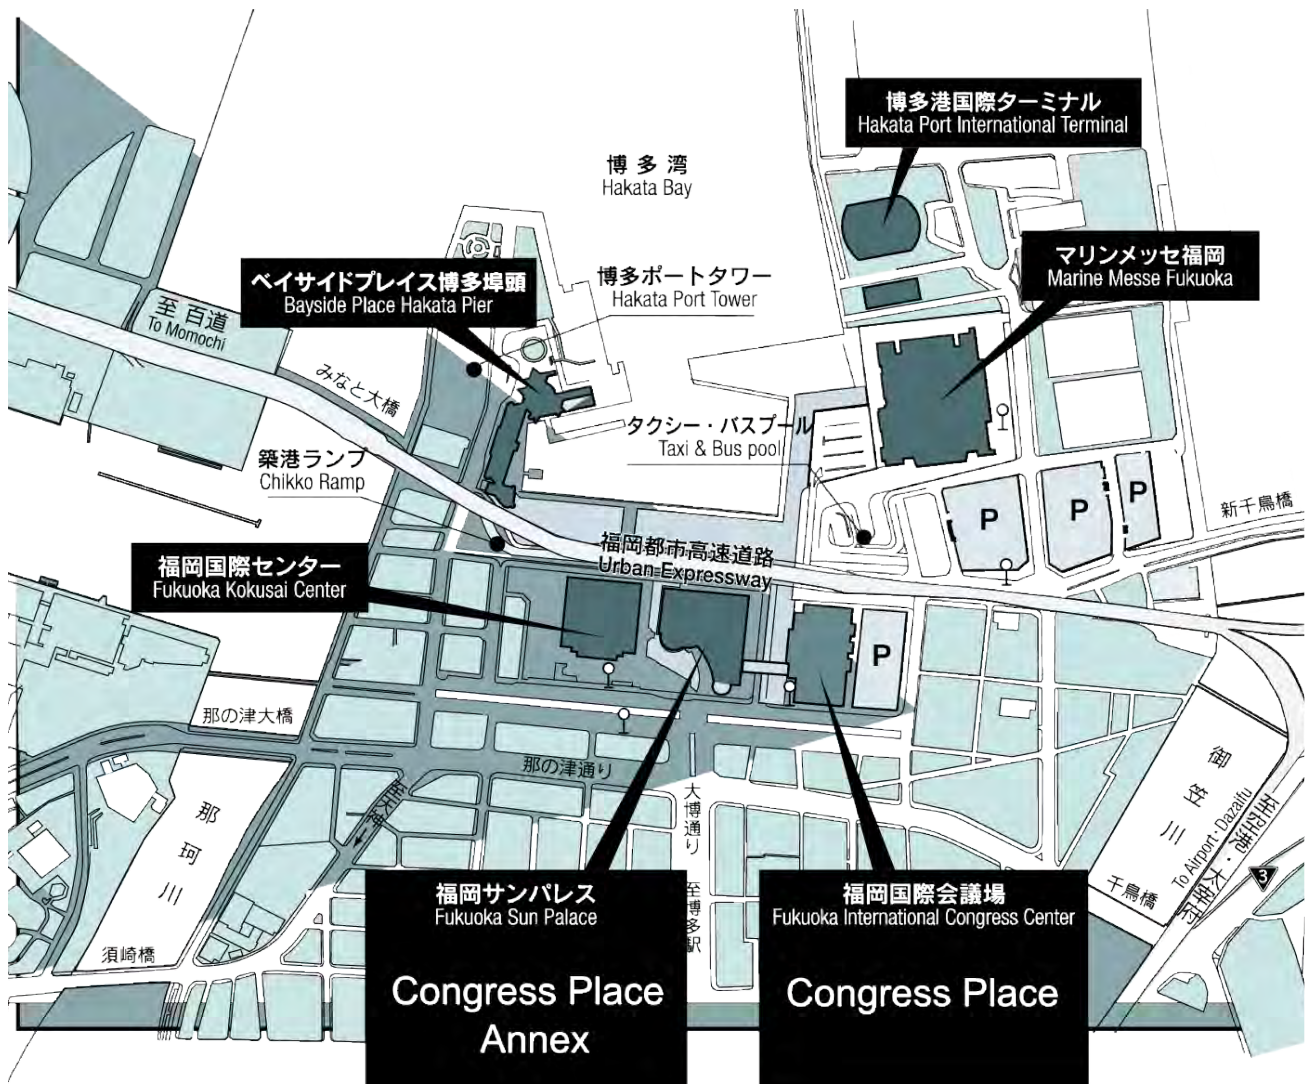 博多港国際ターミナル
Hakata Port International Terminal
博 多 湾
Hakata Bay
マリンメッセ福岡
Marine Messe Fukuoka
ベイサイドプレイス博多埠頭
Bayside Place Hakata Pier
博多ポートタワー
Hakata Port Tower
至 百道
To Momochi
みなと大橋
タクシー・バスプール
Taxi & Bus pool
築港ランプ
Chikko Ramp
P
P
P
新千鳥橋
福岡都市高速道路
Urban Expressway
福岡国際センター
Fukuoka Kokusai Center
P
那の津大橋
那の津通り
至天神
大博通り
至博多駅
那珂川
御笠川
至空港・太宰府
To Airport・Dazaifu
3
千鳥橋
須崎橋
福岡サンパレス
Fukuoka Sun Palace
Congress Place
Annex
福岡国際会議場
Fukuoka International Congress Center
Congress Place